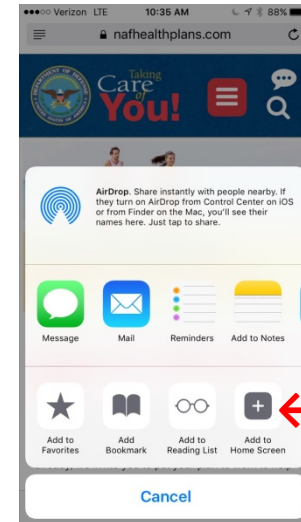 Verizon LTE 10:35 AM 88%
nafhealthplans.com
Taking
Care
of
You!
AirDrop. Share instantly with people nearby. If
they turn on AirDrop from Control Center on iOS
or from Finder on the Mac, you'll see their
names here. Just tap to share.
Message Mail Reminders Add to Notes
Add to Add Add to Add to
Favorites Bookmark Reading List Home Screen
Cancel